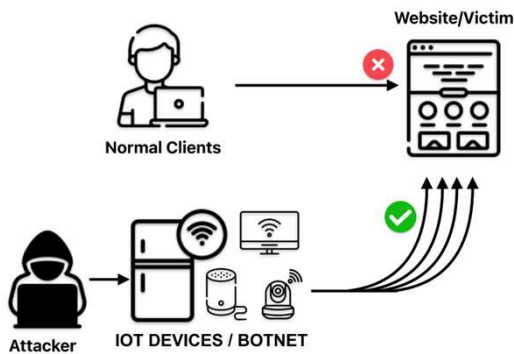 Website/Victim
Normal Clients
Attacker
IOT DEVICES / BOTNET